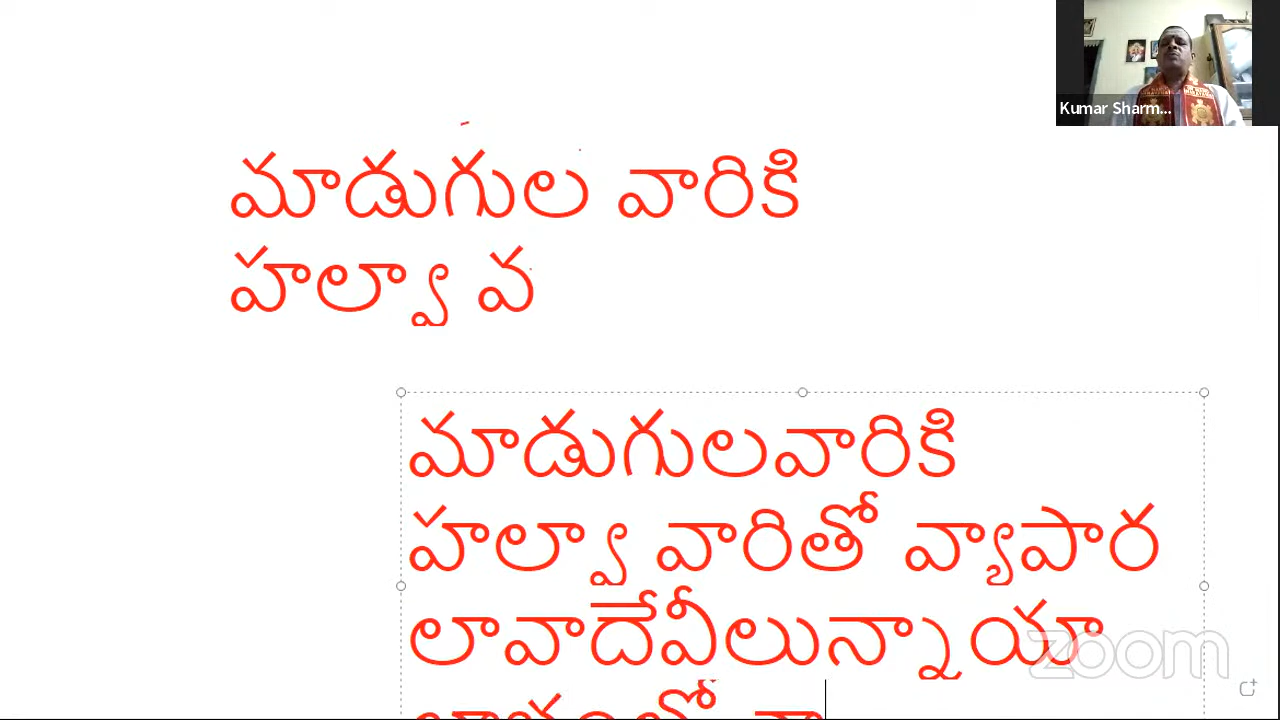 Kumar Sharm...
మాడుగుల వారికి
హల్వా వ
మాడుగులవారికి
హల్వా వారితో వ్యాపార
లావాదేవీలున్నాయా
zoom